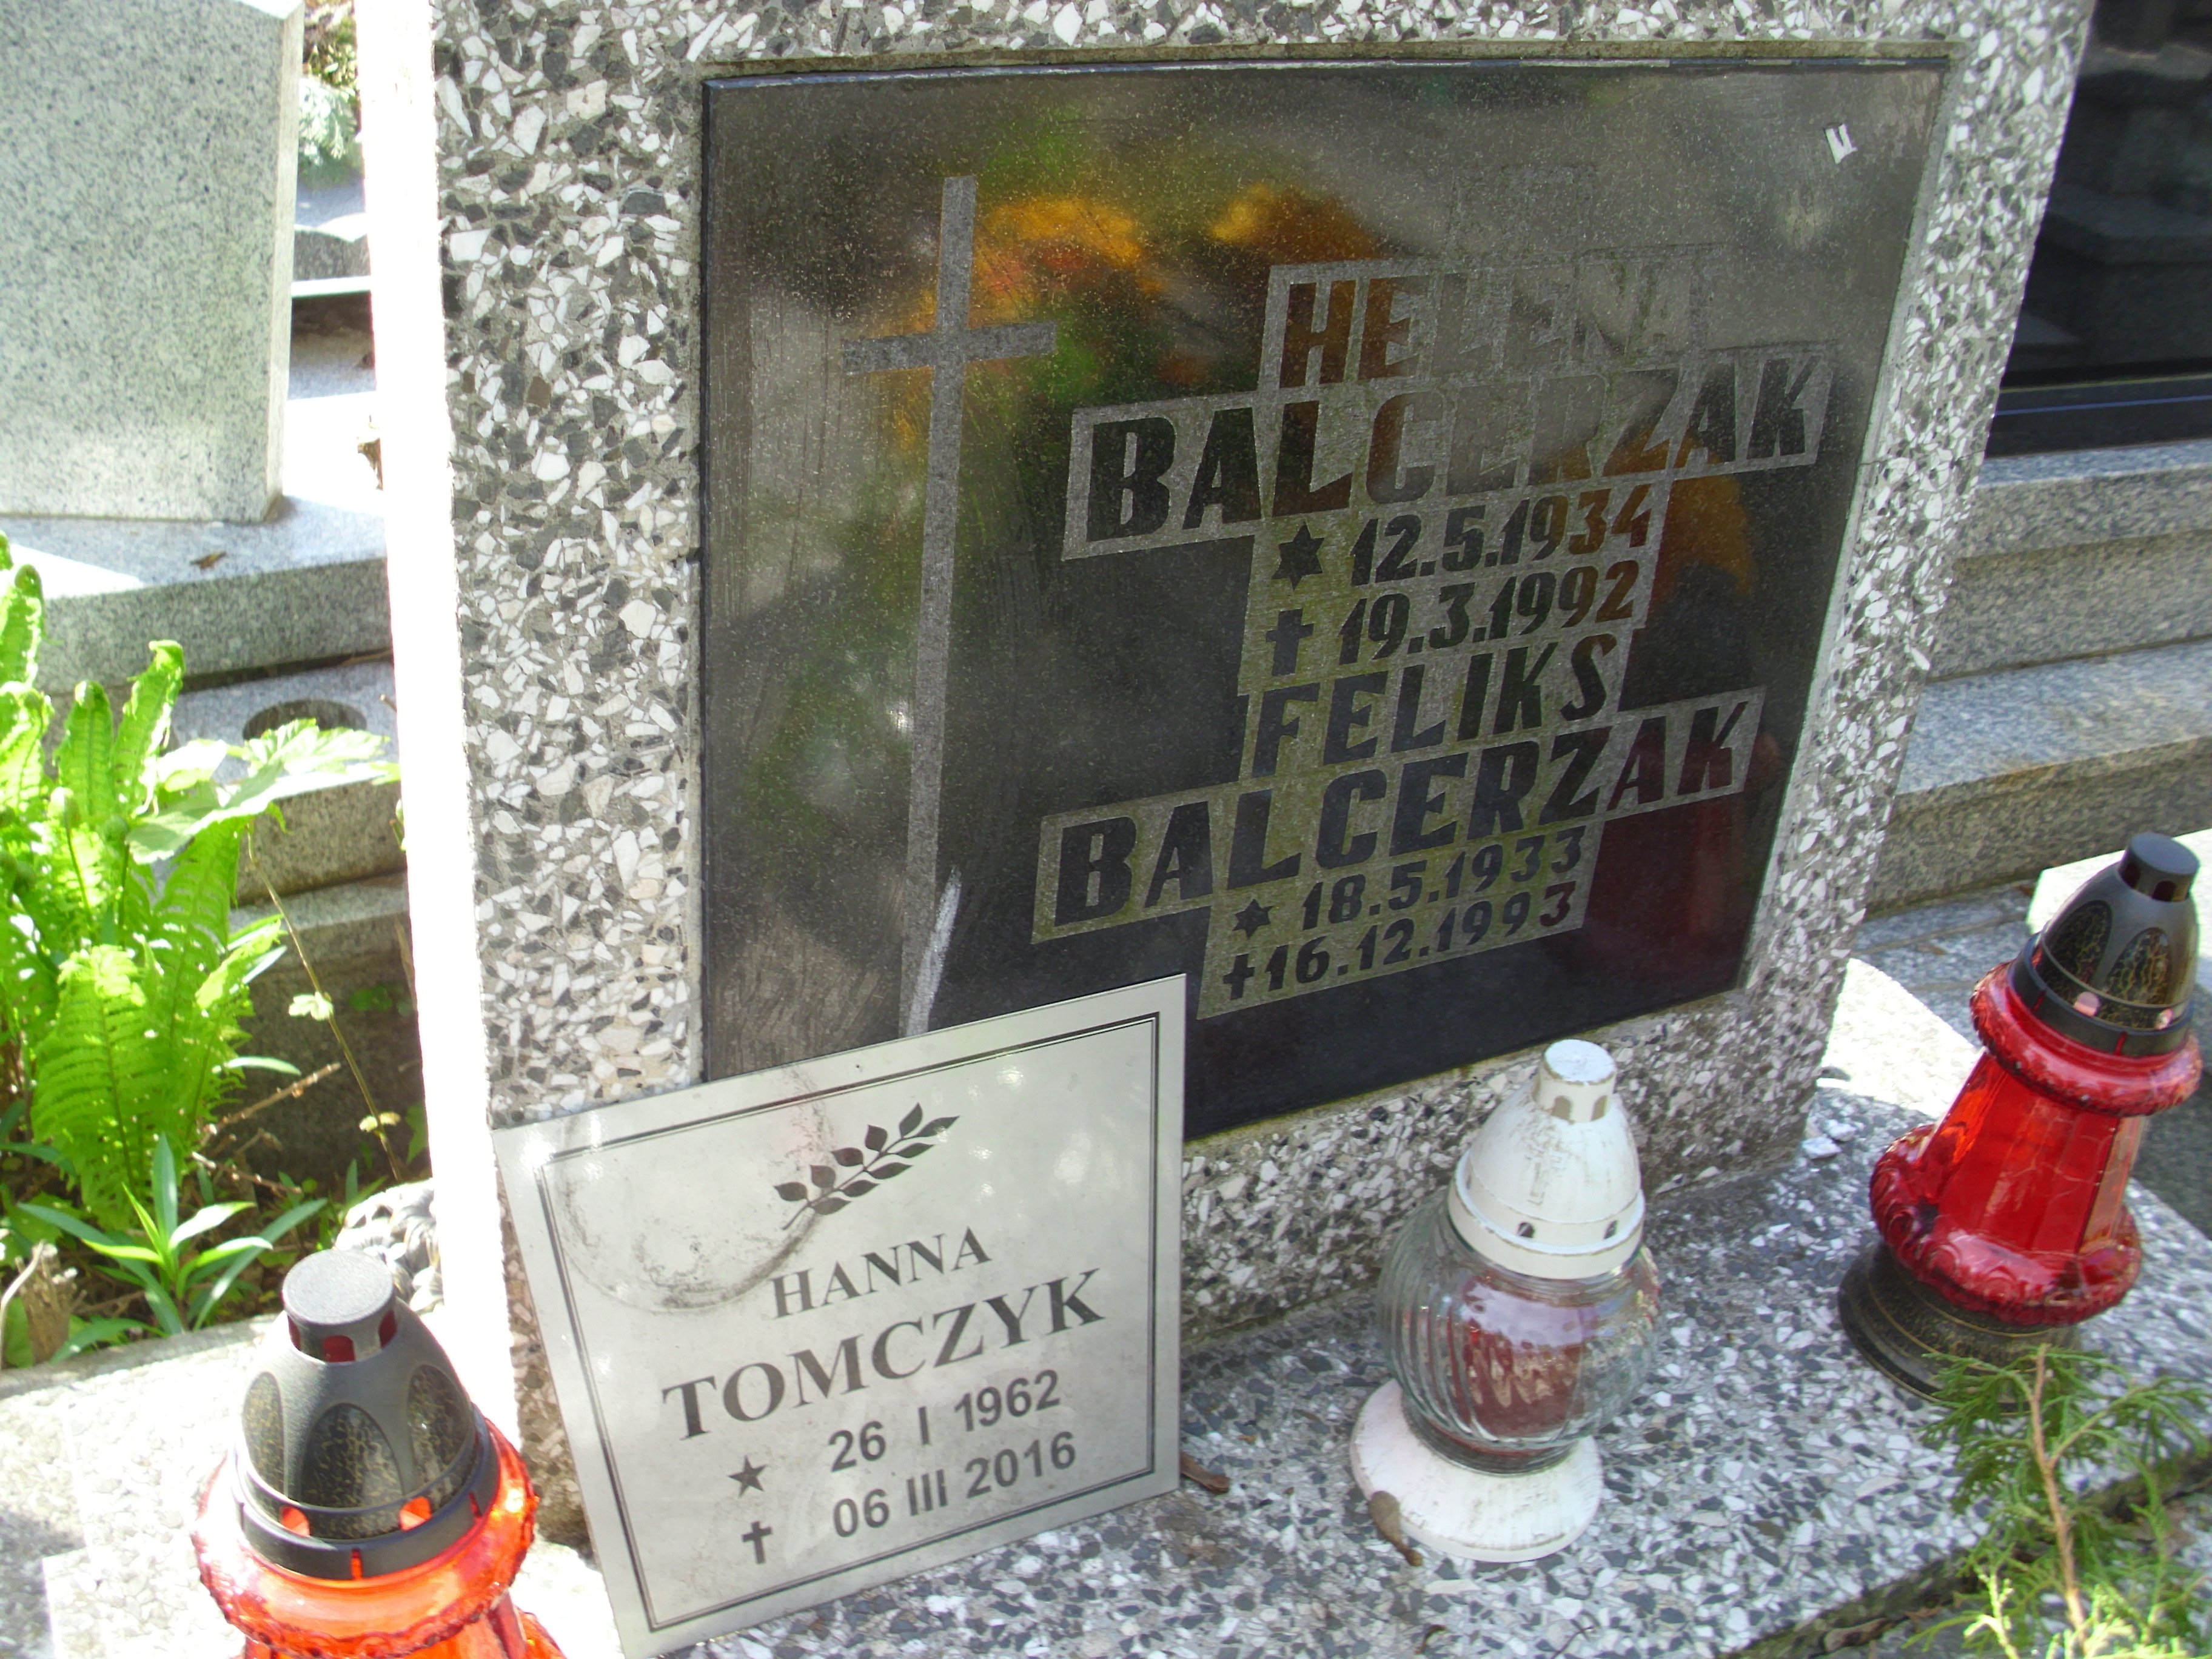 HELENA
BALCERZAK
★ 12.5.1934
✝ 19.3.1992
FELIKS
BALCERZAK
★ 18.5.1933
✝ 16.12.1993
HANNA
TOMCZYK
★ 26 I 1962
✝ 06 III 2016